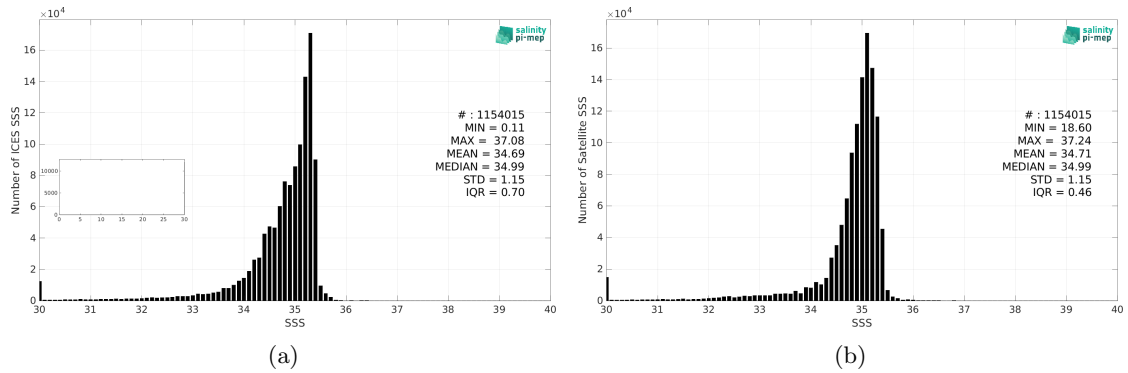 ×10⁴
16
14
12
10
8
6
4
2
0
Number of ICES SSS
salinity
pi-mep
# : 1154015
MIN = 0.11
MAX = 37.08
MEAN = 34.69
MEDIAN = 34.99
STD = 1.15
IQR = 0.70
10000
5000
0
0 5 10 15 20 25 30
30 31 32 33 34 35 36 37 38 39 40
SSS
(a)
×10⁴
16
14
12
10
8
6
4
2
0
Number of Satellite SSS
salinity
pi-mep
# : 1154015
MIN = 18.60
MAX = 37.24
MEAN = 34.71
MEDIAN = 34.99
STD = 1.15
IQR = 0.46
30 31 32 33 34 35 36 37 38 39 40
SSS
(b)